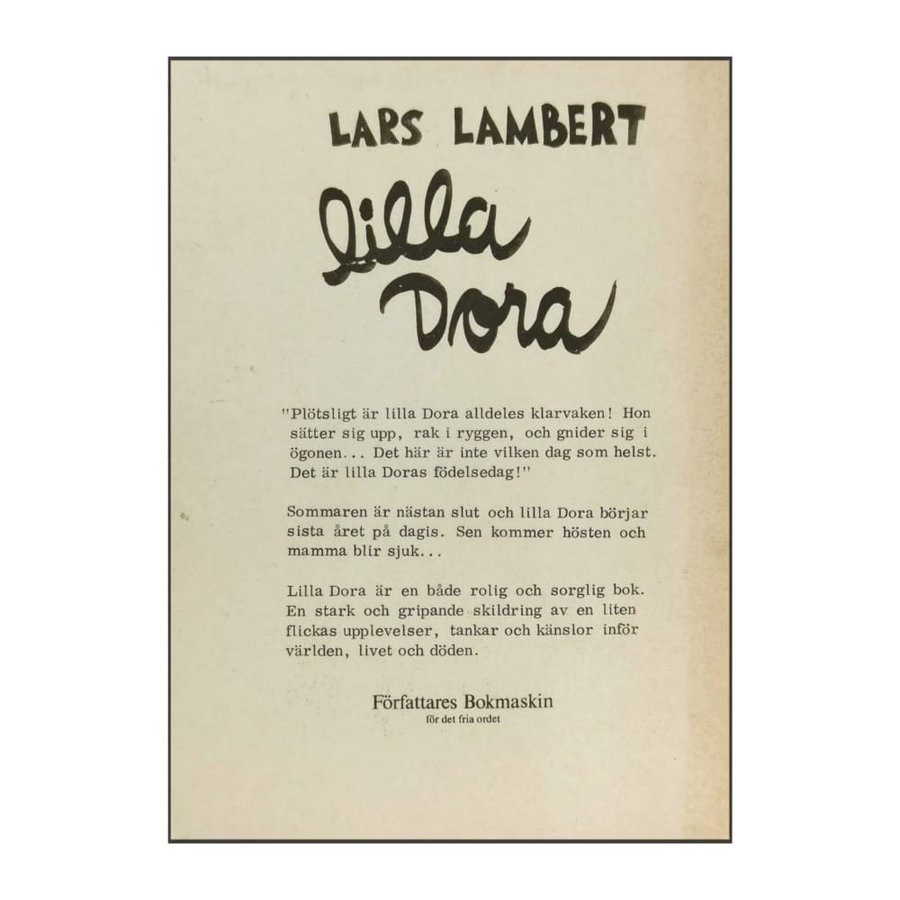 LARS LAMBERT
lilla
Dora
"Plötsligt är lilla Dora alldeles klarvaken! Hon
sätter sig upp, rak i ryggen, och gnider sig i
ögonen... Det här är inte vilken dag som helst.
Det är lilla Doras födelsedag!"
Sommaren är nästan slut och lilla Dora börjar
sista året på dagis. Sen kommer hösten och
mamma blir sjuk...
Lilla Dora är en både rolig och sorglig bok.
En stark och gripande skildring av en liten
flickas upplevelser, tankar och känslor inför
världen, livet och döden.
Författares Bokmaskin
för det fria ordet